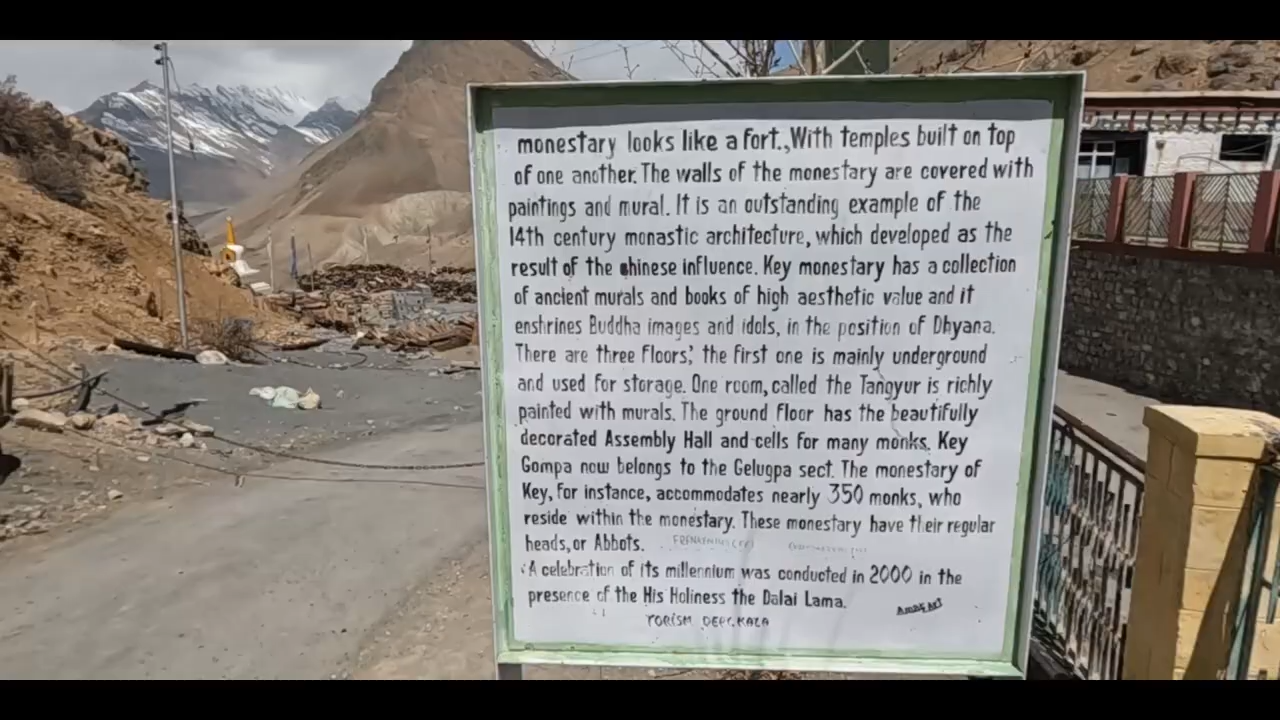 monestary looks like a fort., With temples built on top
of one another. The walls of the monestary are covered with
paintings and mural. It is an outstanding example of the
14th century monastic architecture, which developed as the
result of the chinese influence. Key monestary has a collection
of ancient murals and books of high aesthetic value and it
enshrines Buddha images and idols, in the position of Dhyana.
There are three floors; the first one is mainly underground
and used for storage. One room, called the Tangyur is richly
painted with murals. The ground floor has the beautifully
decorated Assembly Hall and cells for many monks. Key
Gompa now belongs to the Gelugpa sect. The monestary of
Key, for instance, accommodates nearly 350 monks, who
reside within the monestary. These monestary have their regular
heads, or Abbots.
A celebration of its millennium was conducted in 2000 in the
presence of the His Holiness the Dalai Lama.
TORISM DEPT. KAZA